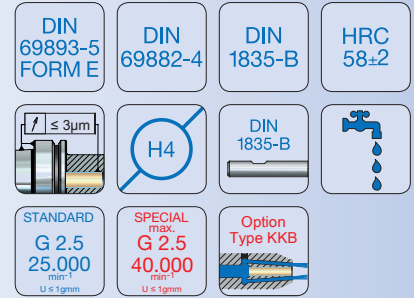 DIN
69893-5
FORM E
DIN
69882-4
DIN
1835-B
HRC
58±2
≤ 3µm
H4
DIN
1835-B
STANDARD
G 2.5
25.000
min⁻¹
U ≤ 1gmm
SPECIAL
max.
G 2.5
40.000
min⁻¹
U ≤ 1gmm
Option
Type KKB